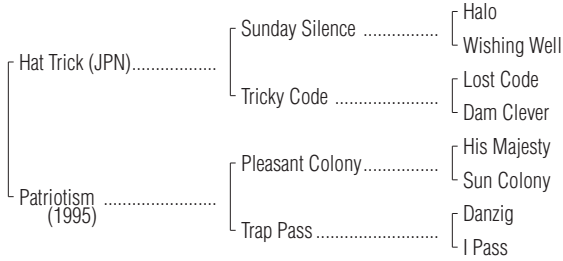 Halo
Sunday Silence ................
Wishing Well
Hat Trick (JPN)..................
Lost Code
Tricky Code ......................
Dam Clever
His Majesty
Pleasant Colony................
Sun Colony
Patriotism .......................
(1995)
Danzig
Trap Pass..........................
I Pass